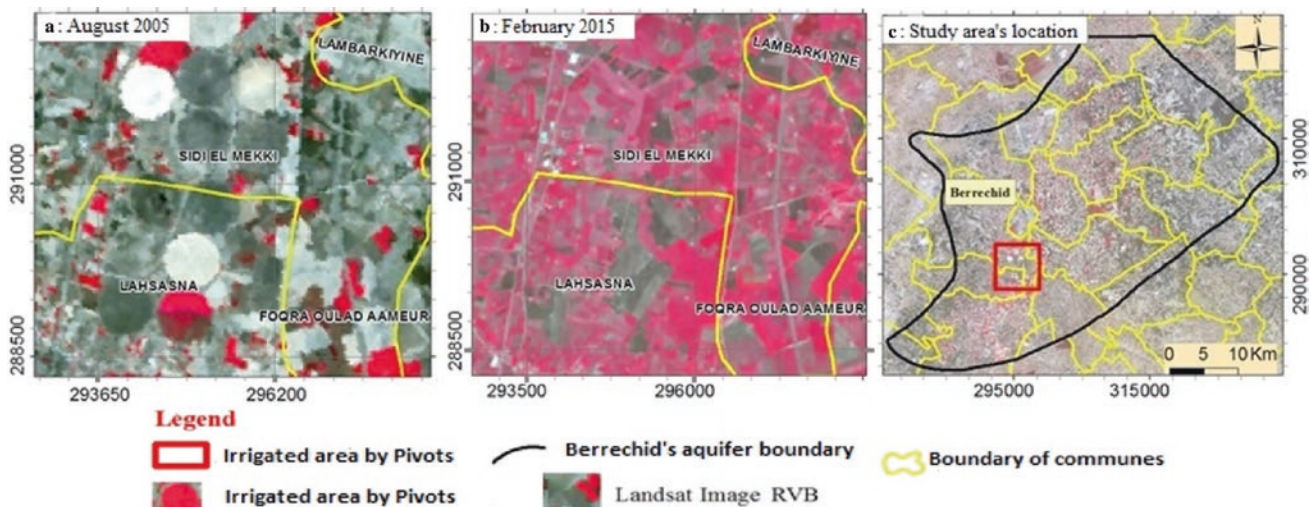 a : August 2005
b : February 2015
c : Study area's location
LAMBARKIYINE
SIDI EL MEKKI
LAHSASNA
FOQRA OULAD AAMEUR
291000
288500
293650
296200
LAMBARKIYINE
SIDI EL MEKKI
LAHSASNA
FOQRA OULAD AAMEUR
291000
288500
293500
296000
N
Berrechid
310000
290000
0 5 10 Km
295000
315000
Legend
Irrigated area by Pivots
Berrechid's aquifer boundary
Boundary of communes
Irrigated area by Pivots
Landsat Image RVB